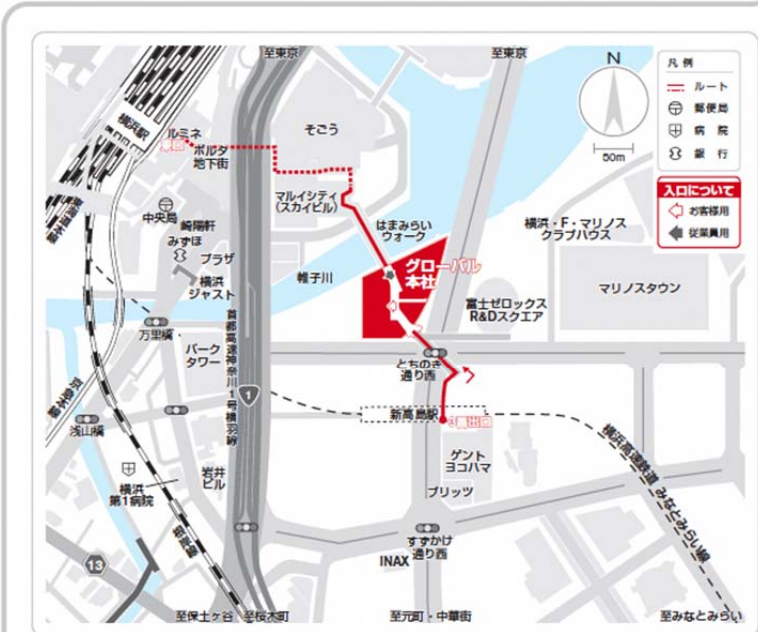 至東京
至東京
N
50m
凡 例
ルート
郵便局
病 院
銀 行
入口について
お客様用
従業員用
横浜駅
ルミネ
東口
ポルタ
地下街
そごう
マルイシティ
(スカイビル)
はまみらい
ウォーク
横浜・F・マリノス
クラブハウス
中央局
崎陽軒
みずほ
プラザ
横浜
ジャスト
帷子川
グローバル
本社
富士ゼロックス
R&Dスクエア
マリノスタウン
万里橋
パーク
タワー
首都高速神奈川1号横羽線
1
とちのき
通り西
京急本線
浅山橋
新高島駅
ゲント
ヨコハマ
ブリッツ
横浜高速鉄道 みなとみらい線
岩井
ビル
横浜
第1病院
すずかけ
通り西
INAX
13
至保土ヶ谷
至桜木町
至元町・中華街
至みなとみらい